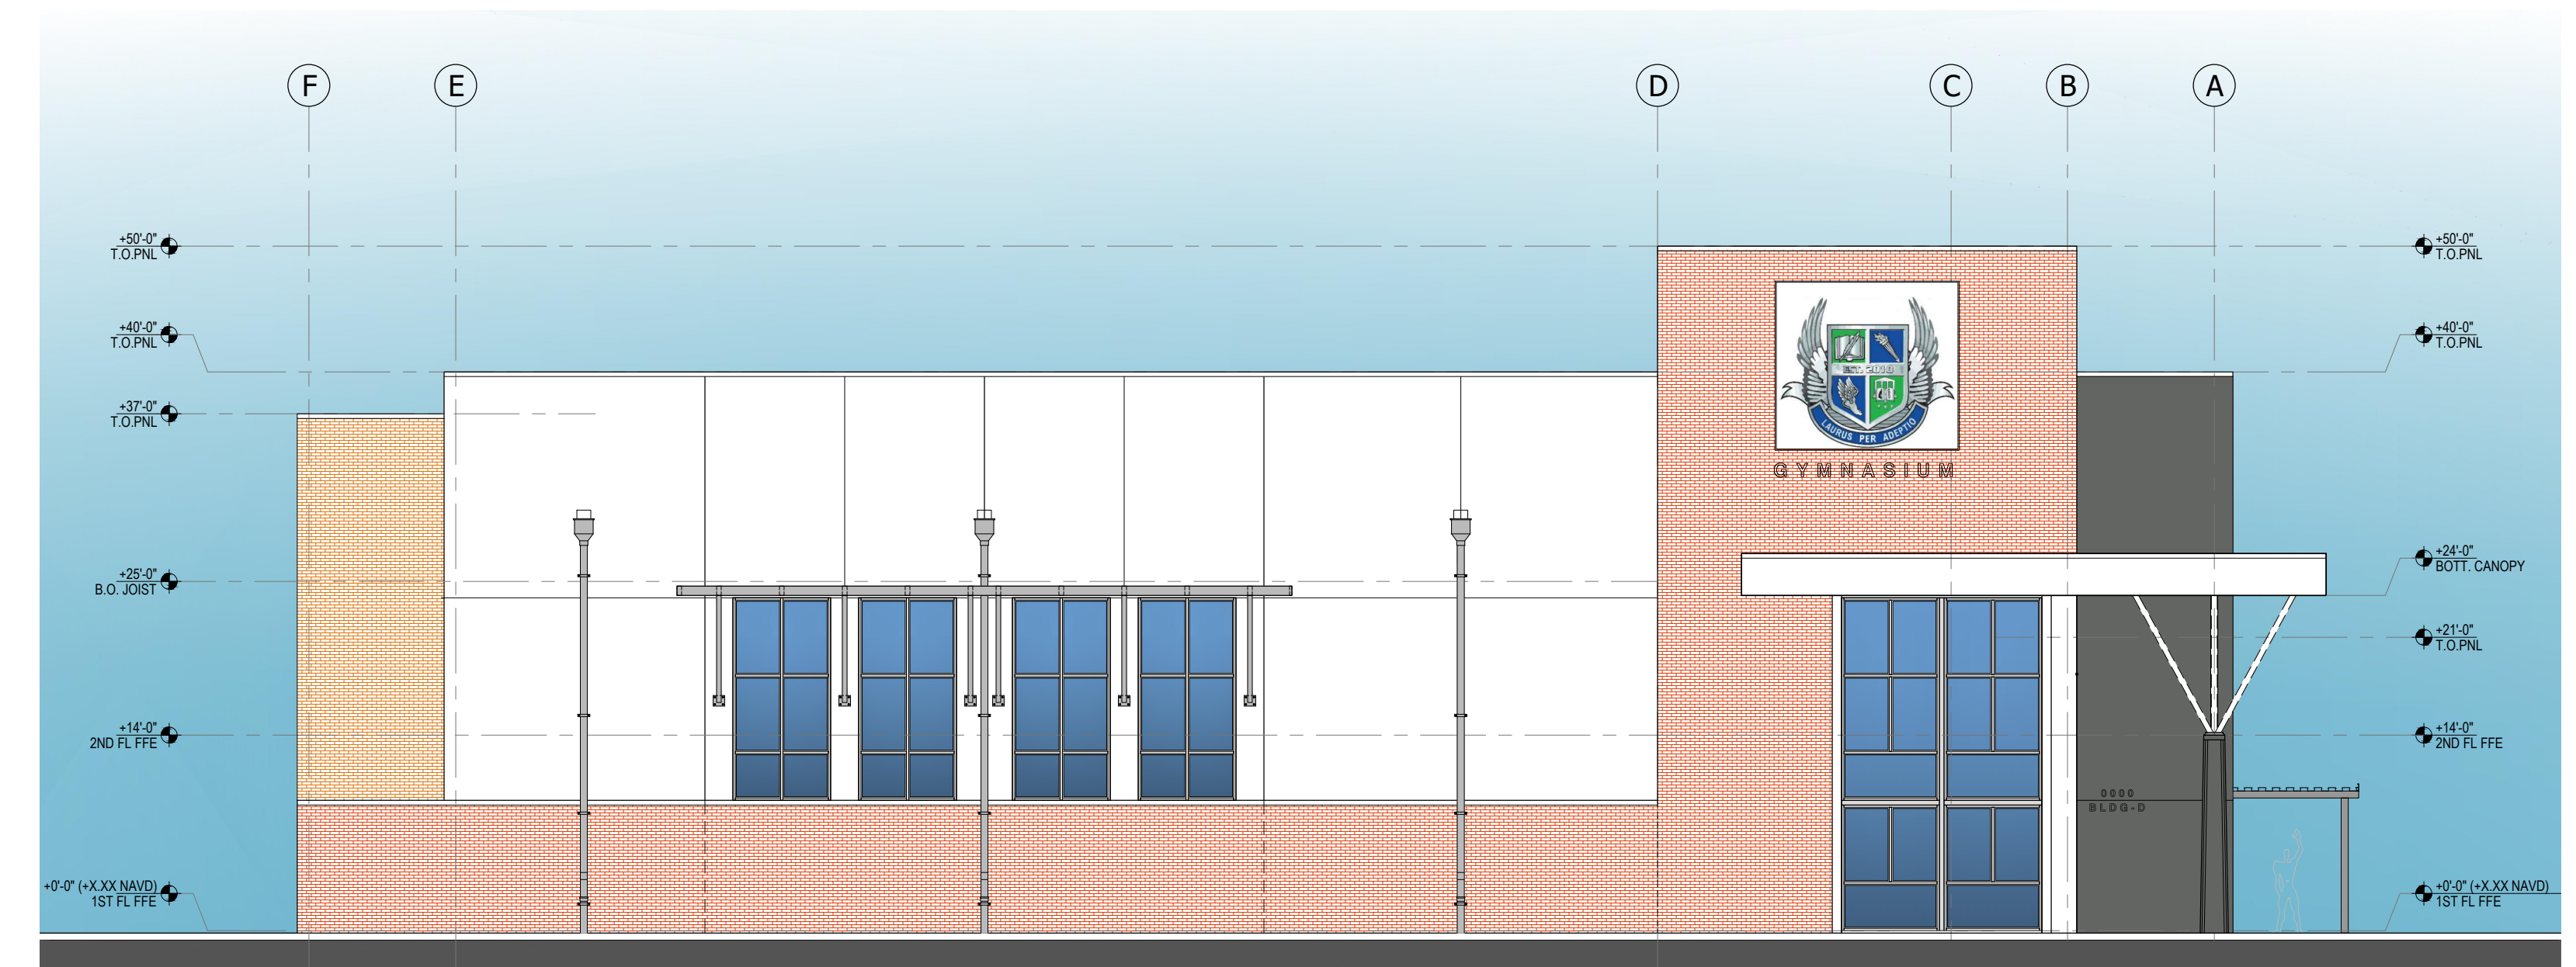 F E D C B A
+50'-0"
T.O.PNL
+40'-0"
T.O.PNL
+37'-0"
T.O.PNL
+25'-0"
B.O. JOIST
+14'-0"
2ND FL FFE
+0'-0" (+X.XX NAVD)
1ST FL FFE
EST. 2010
LAURUS PER ADEPTIO
GYMNASIUM
0000
BLDG-D
+50'-0"
T.O.PNL
+40'-0"
T.O.PNL
+24'-0"
BOTT. CANOPY
+21'-0"
T.O.PNL
+14'-0"
2ND FL FFE
+0'-0" (+X.XX NAVD)
1ST FL FFE